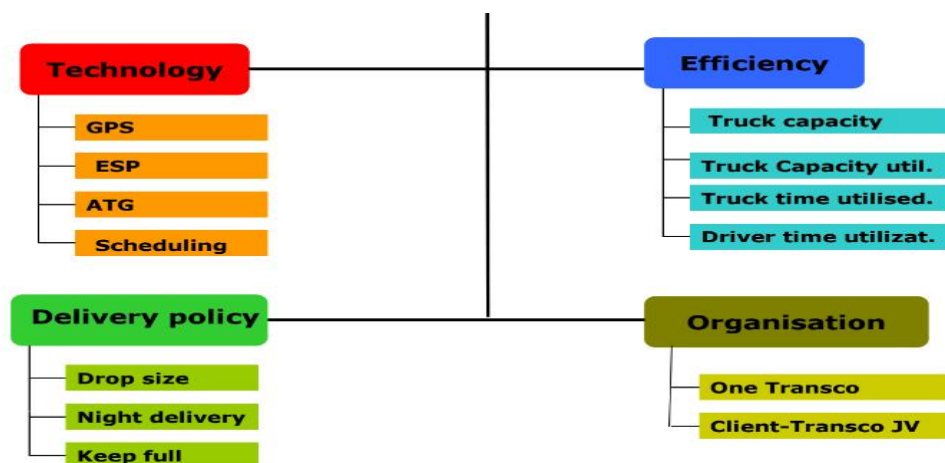 Technology
GPS
ESP
ATG
Scheduling
Efficiency
Truck capacity
Truck Capacity util.
Truck time utilised.
Driver time utilizat.
Delivery policy
Drop size
Night delivery
Keep full
Organisation
One Transco
Client-Transco JV